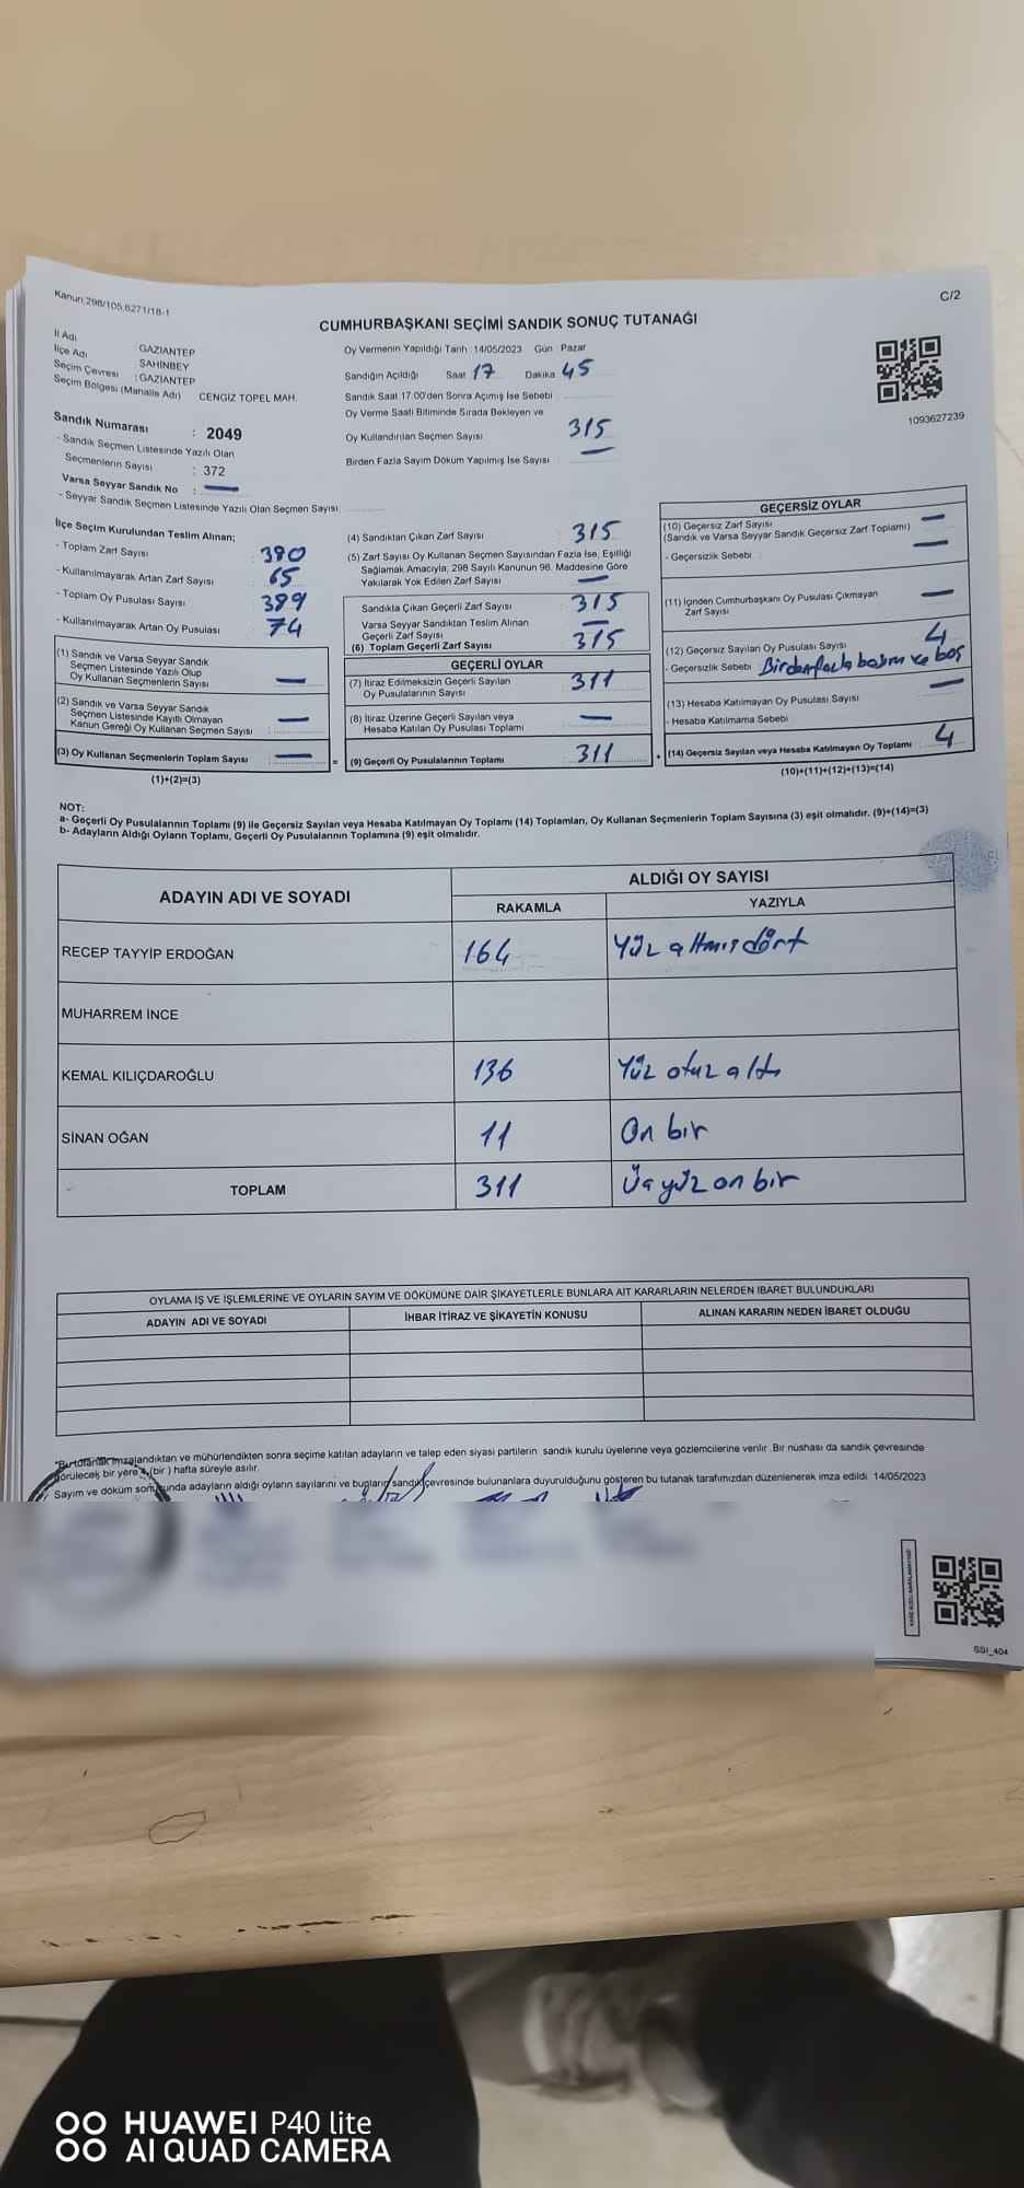 Kanun:298/105,6271/18-1
C/2
CUMHURBAŞKANI SEÇİMİ SANDIK SONUÇ TUTANAĞI
İl Adı GAZİANTEP
İlçe Adı ŞAHİNBEY
Seçim Çevresi : GAZİANTEP
Seçim Bölgesi (Mahalle Adı) CENGİZ TOPEL MAH.
Sandık Numarası : 2049
- Sandık Seçmen Listesinde Yazılı Olan
Seçmenlerin Sayısı : 372
Varsa Seyyar Sandık No : —
- Seyyar Sandık Seçmen Listesinde Yazılı Olan Seçmen Sayısı
Oy Vermenin Yapıldığı Tarih :14/05/2023 Gün : Pazar
Sandığın Açıldığı Saat 17 Dakika 45
Sandık Saat 17.00'den Sonra Açımış İse Sebebi
Oy Verme Saati Bitiminde Sırada Bekleyen ve
Oy Kullandırılan Seçmen Sayısı 315
Birden Fazla Sayım Döküm Yapılmış İse Sayısı : —
1093627239
İlçe Seçim Kurulundan Teslim Alınan;
- Toplam Zarf Sayısı 380
- Kullanılmayarak Artan Zarf Sayısı 65
- Toplam Oy Pusulası Sayısı 389
- Kullanılmayarak Artan Oy Pusulası 74
(1) Sandık ve Varsa Seyyar Sandık
Seçmen Listesinde Yazılı Olup
Oy Kullanan Seçmenlerin Sayısı —
(2) Sandık ve Varsa Seyyar Sandık
Seçmen Listesinde Kayıtlı Olmayan
Kanun Gereği Oy Kullanan Seçmen Sayısı : —
(3) Oy Kullanan Seçmenlerin Toplam Sayısı : —
(1)+(2)=(3)
(4) Sandıktan Çıkan Zarf Sayısı 315
(5) Zarf Sayısı Oy Kullanan Seçmen Sayısından Fazla İse, Eşitliği
Sağlamak Amacıyla, 298 Sayılı Kanunun 98. Maddesine Göre
Yakılarak Yok Edilen Zarf Sayısı —
Sandıkta Çıkan Geçerli Zarf Sayısı 315
Varsa Seyyar Sandıktan Teslim Alınan
Geçerli Zarf Sayısı —
(6) Toplam Geçerli Zarf Sayısı 315
GEÇERLİ OYLAR
(7) İtiraz Edilmeksizin Geçerli Sayılan
Oy Pusulalarının Sayısı 311
(8) İtiraz Üzerine Geçerli Sayılan veya
Hesaba Katılan Oy Pusulası Toplamı —
= (9) Geçerli Oy Pusulalarının Toplamı 311
GEÇERSİZ OYLAR
(10) Geçersiz Zarf Sayısı —
(Sandık ve Varsa Seyyar Sandık Geçersiz Zarf Toplamı)
- Geçersizlik Sebebi —
(11) İçinden Cumhurbaşkanı Oy Pusulası Çıkmayan
Zarf Sayısı —
(12) Geçersiz Sayılan Oy Pusulası Sayısı 4
- Geçersizlik Sebebi Birden fazla basım ve boş
(13) Hesaba Katılmayan Oy Pusulası Sayısı —
- Hesaba Katılmama Sebebi
+ (14) Geçersiz Sayılan veya Hesaba Katılmayan Oy Toplamı 4
(10)+(11)+(12)+(13)=(14)
NOT:
a- Geçerli Oy Pusulalarının Toplamı (9) ile Geçersiz Sayılan veya Hesaba Katılmayan Oy Toplamı (14) Toplamları, Oy Kullanan Seçmenlerin Toplam Sayısına (3) eşit olmalıdır. (9)+(14)=(3)
b- Adayların Aldığı Oyların Toplamı, Geçerli Oy Pusulalarının Toplamına (9) eşit olmalıdır.
ADAYIN ADI VE SOYADI ALDIĞI OY SAYISI
RAKAMLA YAZIYLA
RECEP TAYYİP ERDOĞAN 164 Yüz altmış dört
MUHARREM İNCE
KEMAL KILIÇDAROĞLU 136 Yüz otuz altı
SİNAN OĞAN 11 On bir
TOPLAM 311 Üç yüz on bir
OYLAMA İŞ VE İŞLEMLERİNE VE OYLARIN SAYIM VE DÖKÜMÜNE DAİR ŞİKAYETLERLE BUNLARA AİT KARARLARIN NELERDEN İBARET BULUNDUKLARI
ADAYIN ADI VE SOYADI İHBAR İTİRAZ VE ŞİKAYETİN KONUSU ALINAN KARARIN NEDEN İBARET OLDUĞU
*Bu tutanak imzalandıktan ve mühürlendikten sonra seçime katılan adayların ve talep eden siyasi partilerin sandık kurulu üyelerine veya gözlemcilerine verilir .Bir nüshası da sandık çevresinde
görülecek bir yere 1 (bir ) hafta süreyle asılır.
Sayım ve döküm sonucunda adayların aldığı oyların sayılarını ve bunların sandık çevresinde bulunanlara duyurulduğunu gösteren bu tutanak tarafımızdan düzenlenerek imza edildi. 14/05/2023
SSI_404
HUAWEI P40 lite
AI QUAD CAMERA